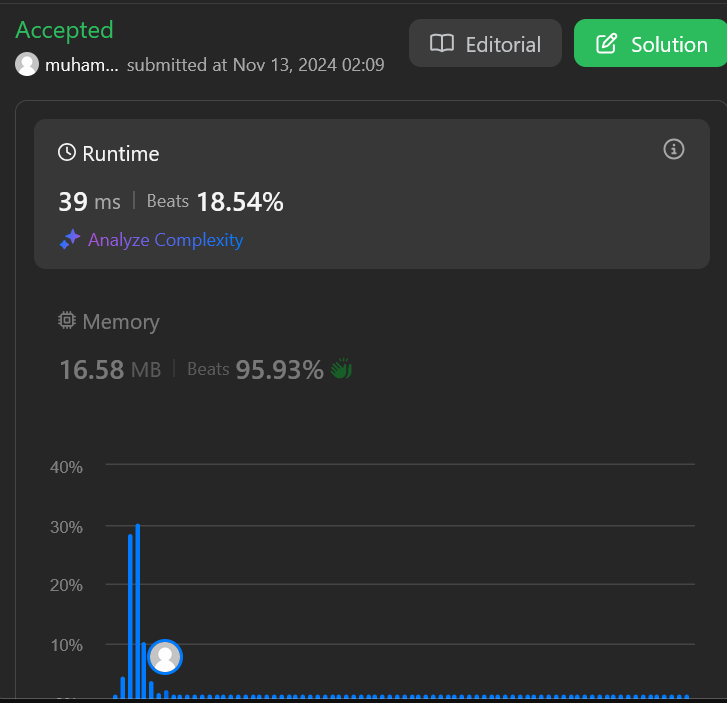 Accepted
Editorial
Solution
muham... submitted at Nov 13, 2024 02:09
Runtime
39 ms | Beats 18.54%
Analyze Complexity
Memory
16.58 MB | Beats 95.93%
40%
30%
20%
10%